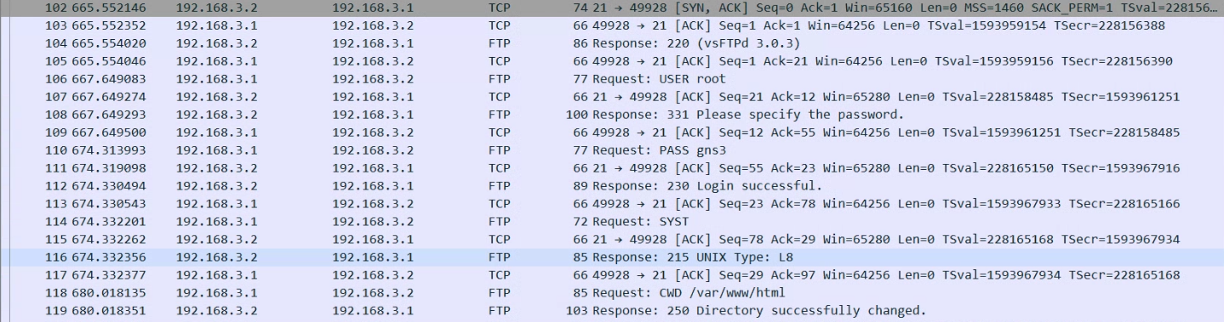 102 665.552146 192.168.3.2 192.168.3.1 TCP 74 21 → 49928 [SYN, ACK] Seq=0 Ack=1 Win=65160 Len=0 MSS=1460 SACK_PERM=1 TSval=228156…
103 665.552352 192.168.3.1 192.168.3.2 TCP 66 49928 → 21 [ACK] Seq=1 Ack=1 Win=64256 Len=0 TSval=1593959154 TSecr=228156388
104 665.554020 192.168.3.2 192.168.3.1 FTP 86 Response: 220 (vsFTPd 3.0.3)
105 665.554046 192.168.3.1 192.168.3.2 TCP 66 49928 → 21 [ACK] Seq=1 Ack=21 Win=64256 Len=0 TSval=1593959156 TSecr=228156390
106 667.649083 192.168.3.1 192.168.3.2 FTP 77 Request: USER root
107 667.649274 192.168.3.2 192.168.3.1 TCP 66 21 → 49928 [ACK] Seq=21 Ack=12 Win=65280 Len=0 TSval=228158485 TSecr=1593961251
108 667.649293 192.168.3.2 192.168.3.1 FTP 100 Response: 331 Please specify the password.
109 667.649500 192.168.3.1 192.168.3.2 TCP 66 49928 → 21 [ACK] Seq=12 Ack=55 Win=64256 Len=0 TSval=1593961251 TSecr=228158485
110 674.313993 192.168.3.1 192.168.3.2 FTP 77 Request: PASS gns3
111 674.319098 192.168.3.2 192.168.3.1 TCP 66 21 → 49928 [ACK] Seq=55 Ack=23 Win=65280 Len=0 TSval=228165150 TSecr=1593967916
112 674.330494 192.168.3.2 192.168.3.1 FTP 89 Response: 230 Login successful.
113 674.330543 192.168.3.1 192.168.3.2 TCP 66 49928 → 21 [ACK] Seq=23 Ack=78 Win=64256 Len=0 TSval=1593967933 TSecr=228165166
114 674.332201 192.168.3.1 192.168.3.2 FTP 72 Request: SYST
115 674.332262 192.168.3.2 192.168.3.1 TCP 66 21 → 49928 [ACK] Seq=78 Ack=29 Win=65280 Len=0 TSval=228165168 TSecr=1593967934
116 674.332356 192.168.3.2 192.168.3.1 FTP 85 Response: 215 UNIX Type: L8
117 674.332377 192.168.3.1 192.168.3.2 TCP 66 49928 → 21 [ACK] Seq=29 Ack=97 Win=64256 Len=0 TSval=1593967934 TSecr=228165168
118 680.018135 192.168.3.1 192.168.3.2 FTP 85 Request: CWD /var/www/html
119 680.018351 192.168.3.2 192.168.3.1 FTP 103 Response: 250 Directory successfully changed.